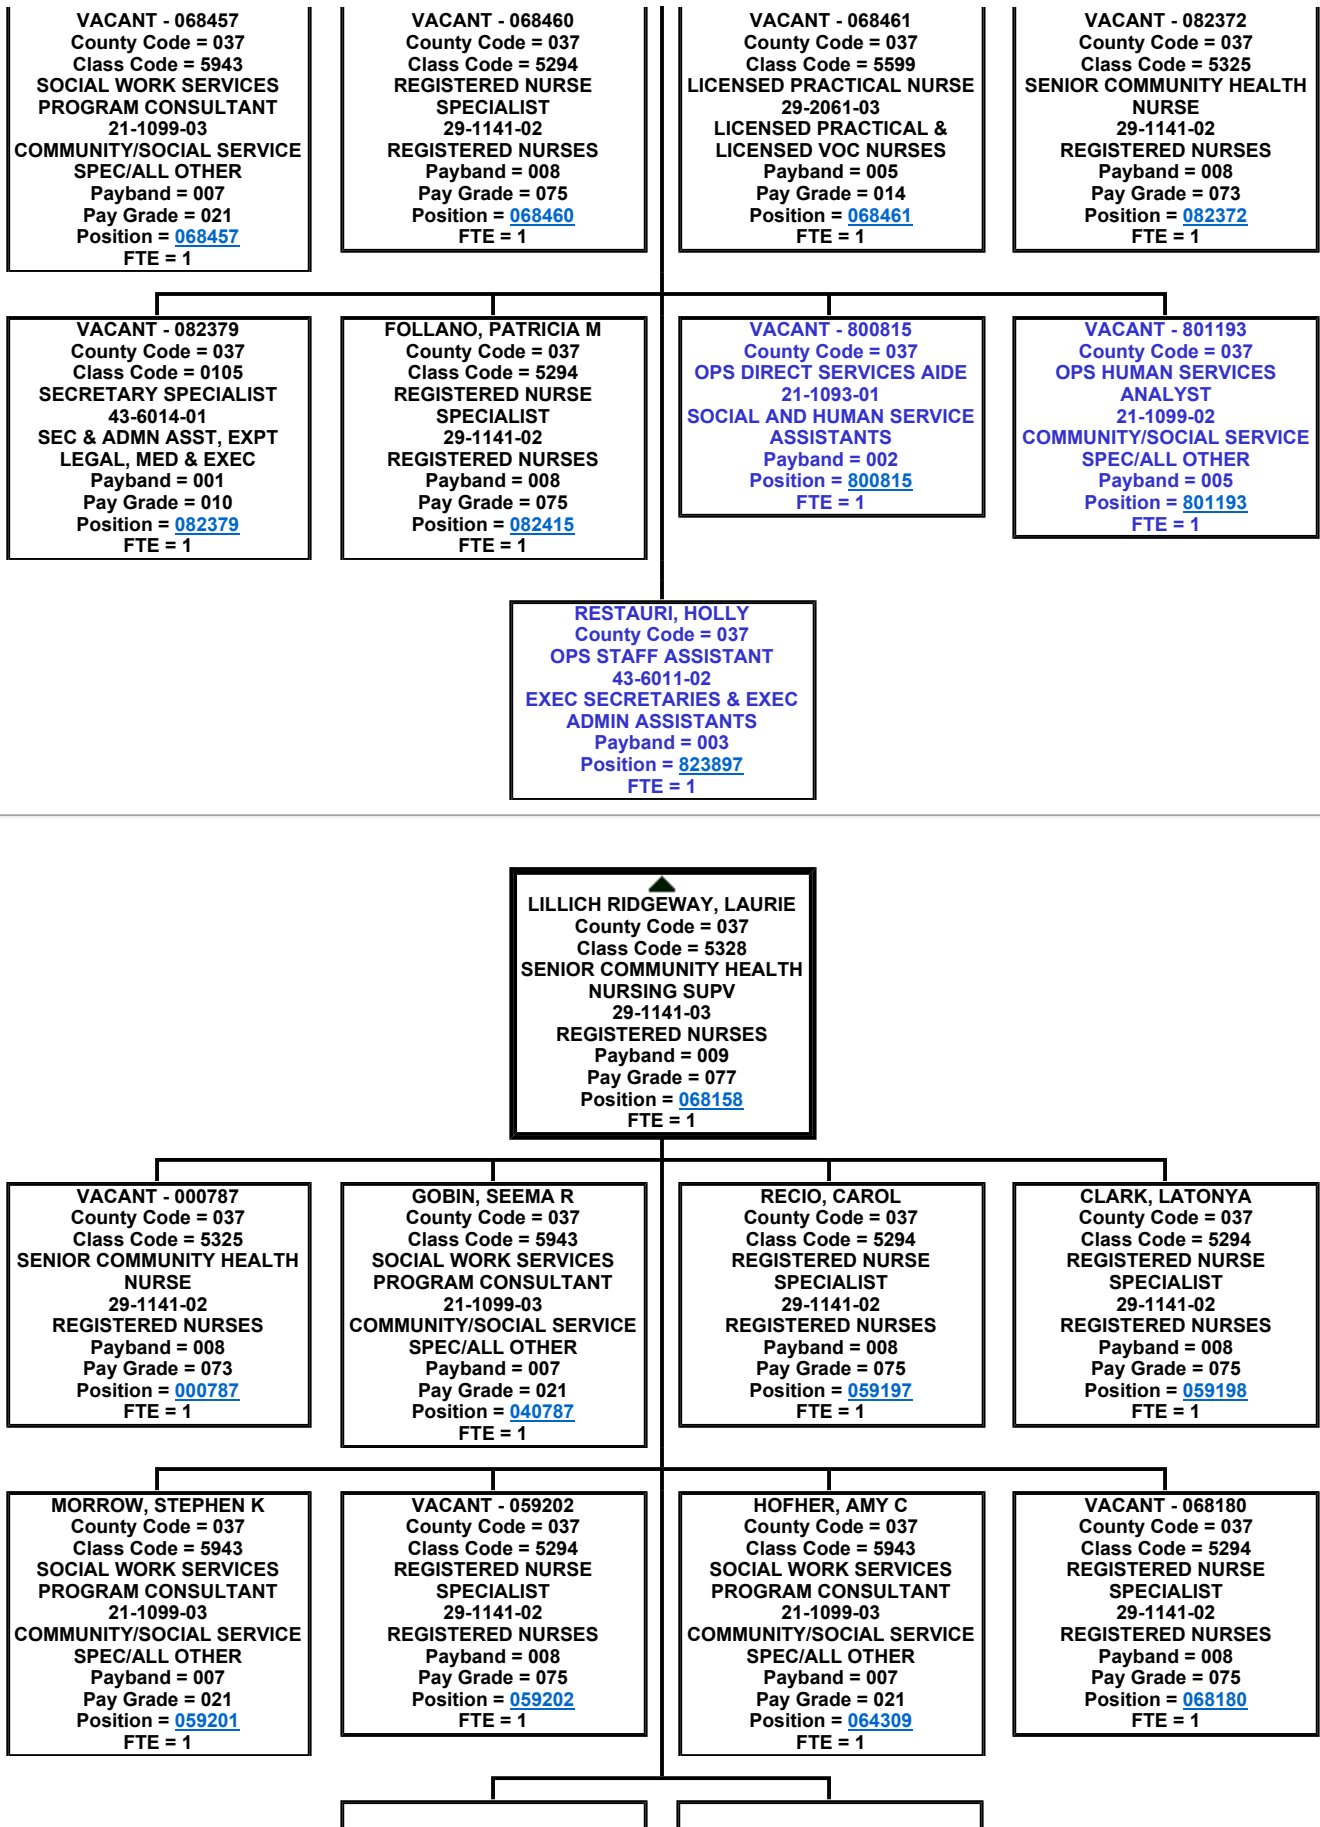 VACANT - 068457
County Code = 037
Class Code = 5943
SOCIAL WORK SERVICES
PROGRAM CONSULTANT
21-1099-03
COMMUNITY/SOCIAL SERVICE
SPEC/ALL OTHER
Payband = 007
Pay Grade = 021
Position = 068457
FTE = 1
VACANT - 068460
County Code = 037
Class Code = 5294
REGISTERED NURSE
SPECIALIST
29-1141-02
REGISTERED NURSES
Payband = 008
Pay Grade = 075
Position = 068460
FTE = 1
VACANT - 068461
County Code = 037
Class Code = 5599
LICENSED PRACTICAL NURSE
29-2061-03
LICENSED PRACTICAL &
LICENSED VOC NURSES
Payband = 005
Pay Grade = 014
Position = 068461
FTE = 1
VACANT - 082372
County Code = 037
Class Code = 5325
SENIOR COMMUNITY HEALTH
NURSE
29-1141-02
REGISTERED NURSES
Payband = 008
Pay Grade = 073
Position = 082372
FTE = 1
VACANT - 082379
County Code = 037
Class Code = 0105
SECRETARY SPECIALIST
43-6014-01
SEC & ADMN ASST, EXPT
LEGAL, MED & EXEC
Payband = 001
Pay Grade = 010
Position = 082379
FTE = 1
FOLLANO, PATRICIA M
County Code = 037
Class Code = 5294
REGISTERED NURSE
SPECIALIST
29-1141-02
REGISTERED NURSES
Payband = 008
Pay Grade = 075
Position = 082415
FTE = 1
VACANT - 800815
County Code = 037
OPS DIRECT SERVICES AIDE
21-1093-01
SOCIAL AND HUMAN SERVICE
ASSISTANTS
Payband = 002
Position = 800815
FTE = 1
VACANT - 801193
County Code = 037
OPS HUMAN SERVICES
ANALYST
21-1099-02
COMMUNITY/SOCIAL SERVICE
SPEC/ALL OTHER
Payband = 005
Position = 801193
FTE = 1
RESTAURI, HOLLY
County Code = 037
OPS STAFF ASSISTANT
43-6011-02
EXEC SECRETARIES & EXEC
ADMIN ASSISTANTS
Payband = 003
Position = 823897
FTE = 1
LILLICH RIDGEWAY, LAURIE
County Code = 037
Class Code = 5328
SENIOR COMMUNITY HEALTH
NURSING SUPV
29-1141-03
REGISTERED NURSES
Payband = 009
Pay Grade = 077
Position = 068158
FTE = 1
VACANT - 000787
County Code = 037
Class Code = 5325
SENIOR COMMUNITY HEALTH
NURSE
29-1141-02
REGISTERED NURSES
Payband = 008
Pay Grade = 073
Position = 000787
FTE = 1
GOBIN, SEEMA R
County Code = 037
Class Code = 5943
SOCIAL WORK SERVICES
PROGRAM CONSULTANT
21-1099-03
COMMUNITY/SOCIAL SERVICE
SPEC/ALL OTHER
Payband = 007
Pay Grade = 021
Position = 040787
FTE = 1
RECIO, CAROL
County Code = 037
Class Code = 5294
REGISTERED NURSE
SPECIALIST
29-1141-02
REGISTERED NURSES
Payband = 008
Pay Grade = 075
Position = 059197
FTE = 1
CLARK, LATONYA
County Code = 037
Class Code = 5294
REGISTERED NURSE
SPECIALIST
29-1141-02
REGISTERED NURSES
Payband = 008
Pay Grade = 075
Position = 059198
FTE = 1
MORROW, STEPHEN K
County Code = 037
Class Code = 5943
SOCIAL WORK SERVICES
PROGRAM CONSULTANT
21-1099-03
COMMUNITY/SOCIAL SERVICE
SPEC/ALL OTHER
Payband = 007
Pay Grade = 021
Position = 059201
FTE = 1
VACANT - 059202
County Code = 037
Class Code = 5294
REGISTERED NURSE
SPECIALIST
29-1141-02
REGISTERED NURSES
Payband = 008
Pay Grade = 075
Position = 059202
FTE = 1
HOFHER, AMY C
County Code = 037
Class Code = 5943
SOCIAL WORK SERVICES
PROGRAM CONSULTANT
21-1099-03
COMMUNITY/SOCIAL SERVICE
SPEC/ALL OTHER
Payband = 007
Pay Grade = 021
Position = 064309
FTE = 1
VACANT - 068180
County Code = 037
Class Code = 5294
REGISTERED NURSE
SPECIALIST
29-1141-02
REGISTERED NURSES
Payband = 008
Pay Grade = 075
Position = 068180
FTE = 1